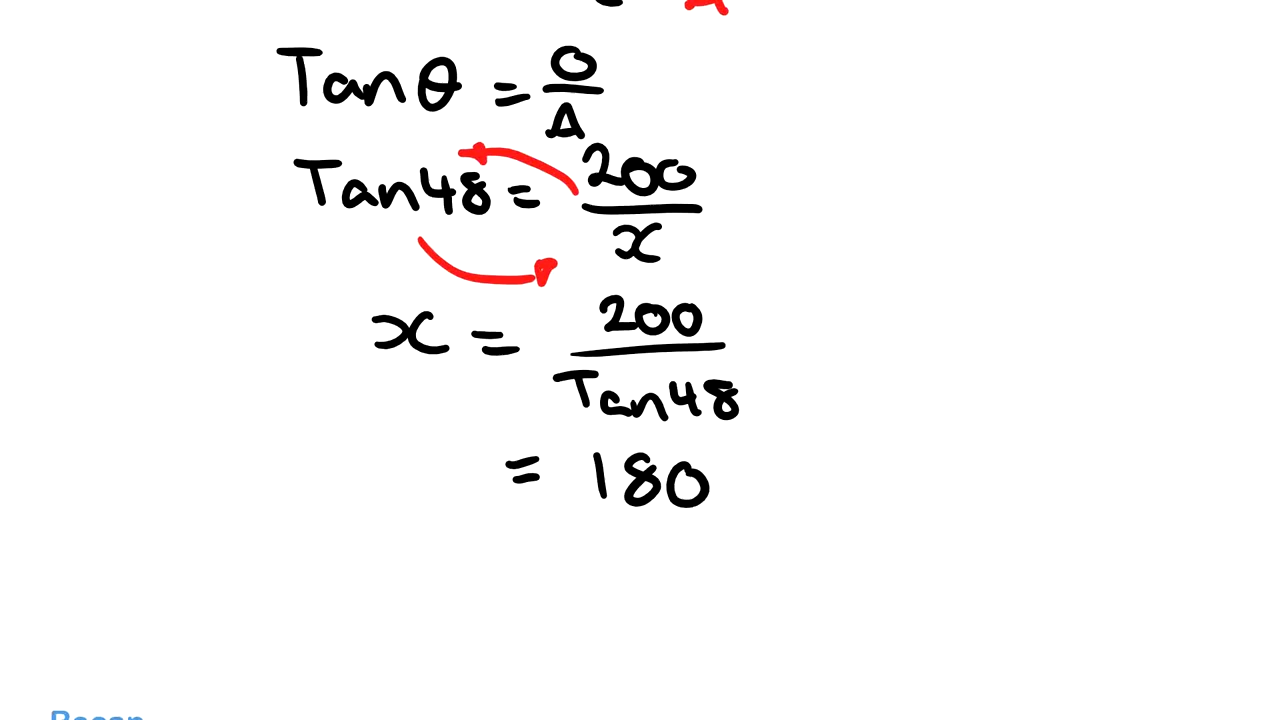 Tanθ = O/A
Tan48 = 200/x
x = 200/Tan48
= 180